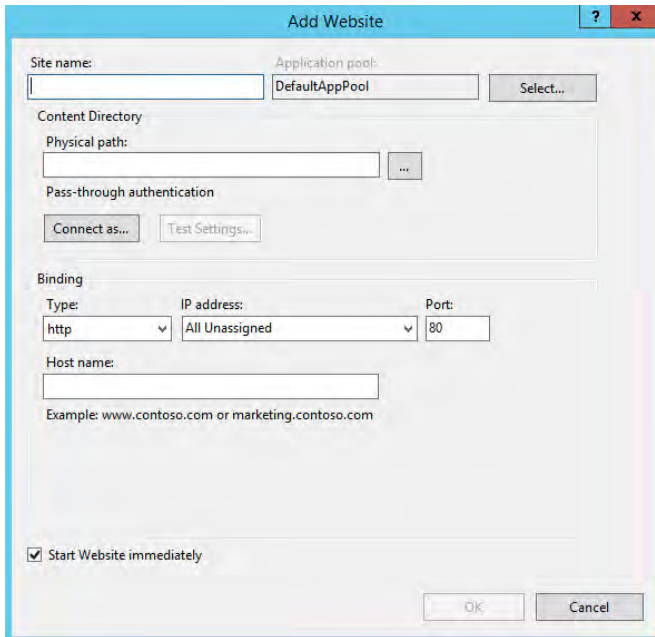 Add Website
? x
Site name: Application pool:
DefaultAppPool Select...
Content Directory
Physical path:
...
Pass-through authentication
Connect as... Test Settings...
Binding
Type: IP address: Port:
http All Unassigned 80
Host name:
Example: www.contoso.com or marketing.contoso.com
Start Website immediately
OK Cancel